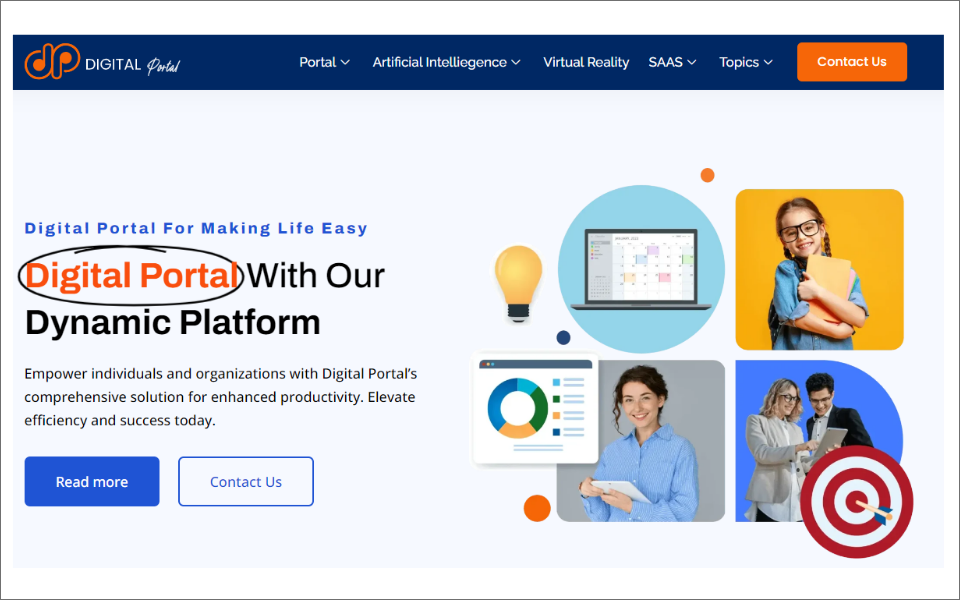 dp DIGITAL Portal
Portal
Artificial Intelliegence
Virtual Reality
SAAS
Topics
Contact Us
Digital Portal For Making Life Easy
Digital Portal With Our
Dynamic Platform
Empower individuals and organizations with Digital Portal’s
comprehensive solution for enhanced productivity. Elevate
efficiency and success today.
Read more
Contact Us